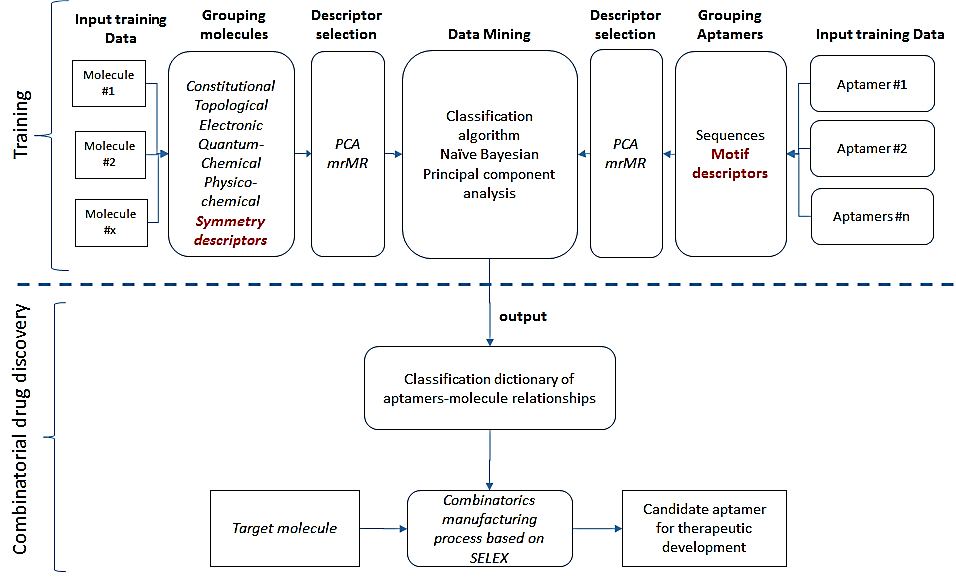 Input training
Data
Grouping
molecules
Descriptor
selection
Data Mining
Descriptor
selection
Grouping
Aptamers
Input training Data
Training
Molecule
#1
Molecule
#2
Molecule
#x
Constitutional
Topological
Electronic
Quantum-
Chemical
Physico-
chemical
Symmetry
descriptors
PCA
mrMR
Classification
algorithm
Naïve Bayesian
Principal component
analysis
PCA
mrMR
Sequences
Motif
descriptors
Aptamer #1
Aptamer #2
Aptamers #n
output
Combinatorial drug discovery
Classification dictionary of
aptamers-molecule relationships
Target molecule
Combinatorics
manufacturing
process based on
SELEX
Candidate aptamer
for therapeutic
development